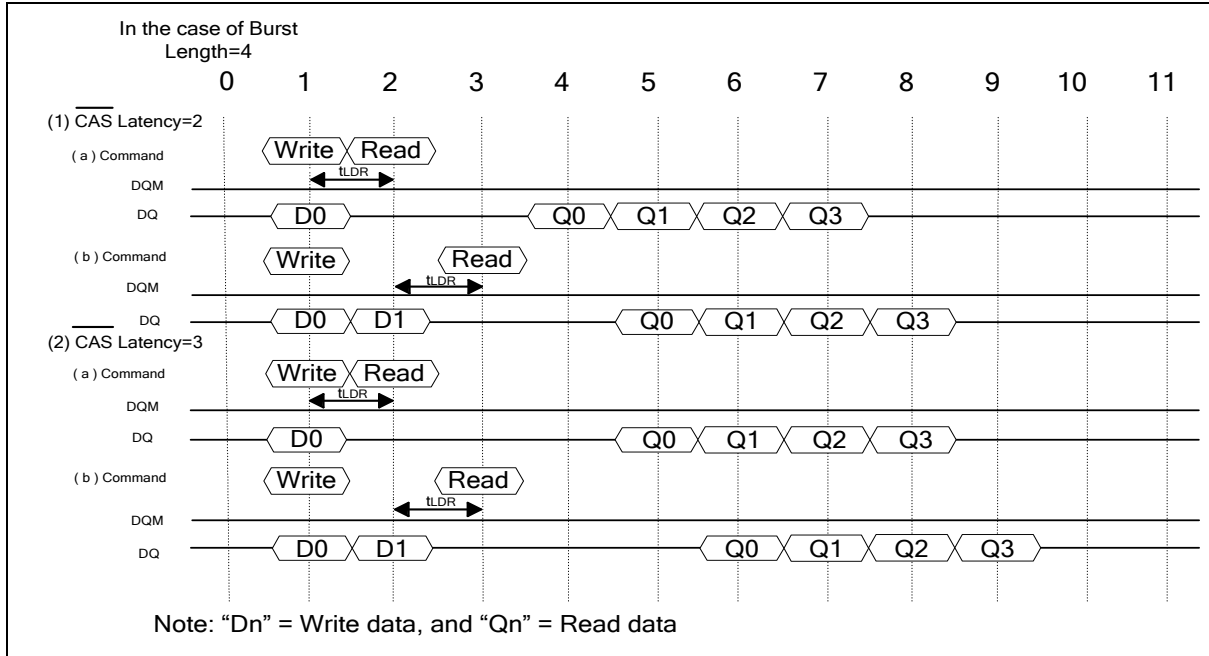 In the case of Burst
Length=4
0 1 2 3 4 5 6 7 8 9 10 11
(1) CAS Latency=2
( a ) Command Write Read
tLDR
DQM
DQ D0 Q0 Q1 Q2 Q3
( b ) Command Write Read
DQM tLDR
DQ D0 D1 Q0 Q1 Q2 Q3
(2) CAS Latency=3
( a ) Command Write Read
tLDR
DQM
DQ D0 Q0 Q1 Q2 Q3
( b ) Command Write Read
tLDR
DQM
DQ D0 D1 Q0 Q1 Q2 Q3
Note: “Dn” = Write data, and “Qn” = Read data